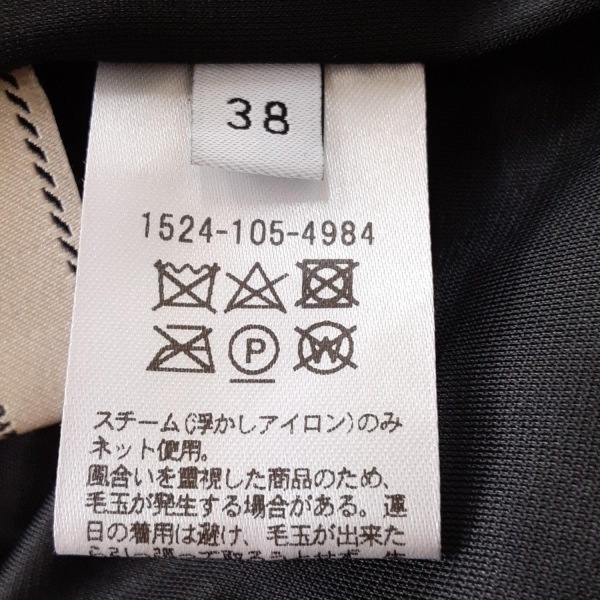 38
1524-105-4984
P
W
スチーム(浮かしアイロン)のみ
ネット使用。
風合いを重視した商品のため、
毛玉が発生する場合がある。連
日の着用は避け、毛玉が出来た